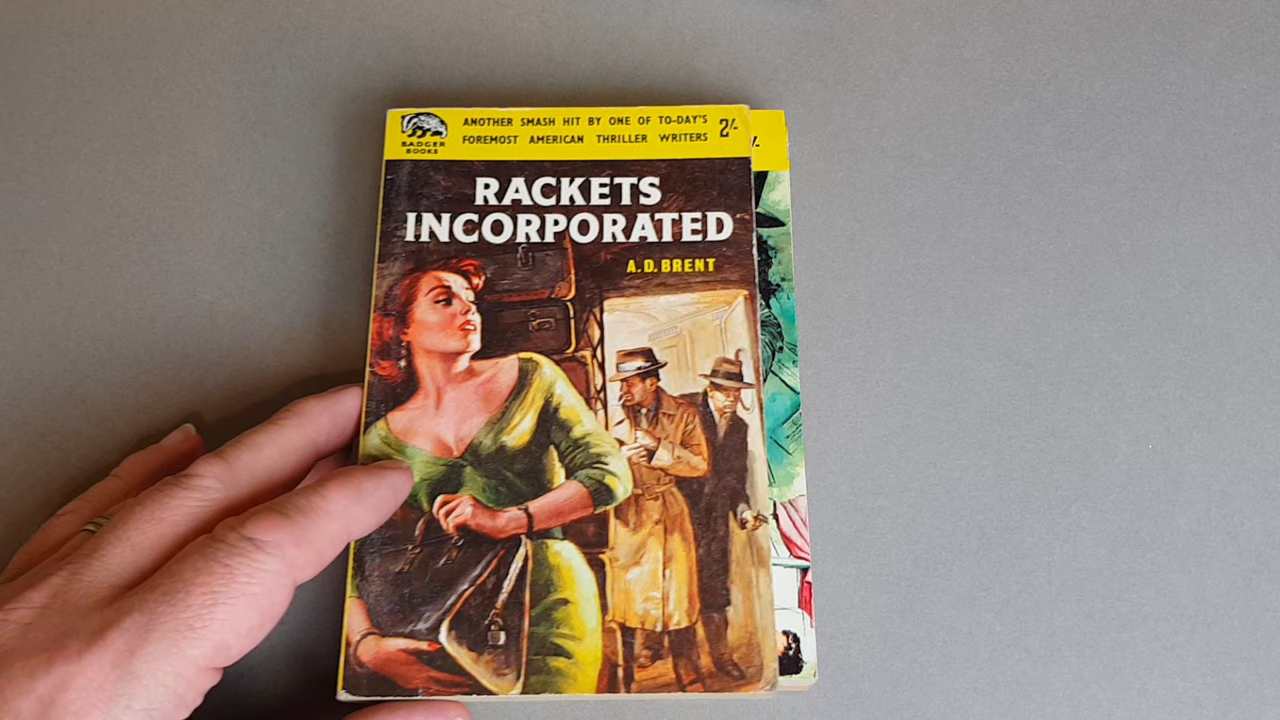 ANOTHER SMASH HIT BY ONE OF TO-DAY'S
FOREMOST AMERICAN THRILLER WRITERS
2/-
BADGER
BOOKS
RACKETS
INCORPORATED
A.D. BRENT
/-